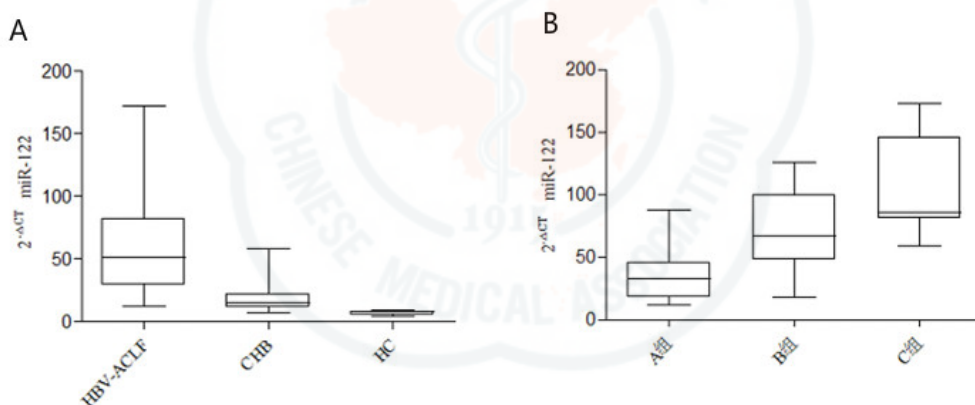 A
200
150
100
50
0
2-ΔCT miR-122
HBV-ACLF
CHB
HC
B
200
150
100
50
0
2-ΔCT miR-122
A组
B组
C组
CHINESE MEDICAL ASSOCIATION
1915